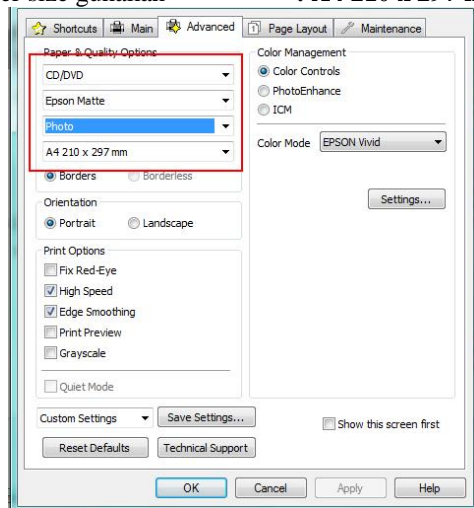 Shortcuts Main Advanced Page Layout Maintenance
Paper & Quality Options
CD/DVD
Epson Matte
Photo
A4 210 x 297 mm
Borders Borderless
Orientation
Portrait Landscape
Print Options
Fix Red-Eye
High Speed
Edge Smoothing
Print Preview
Grayscale
Quiet Mode
Color Management
Color Controls
PhotoEnhance
ICM
Color Mode EPSON Vivid
Settings...
Custom Settings Save Settings... Show this screen first
Reset Defaults Technical Support
OK Cancel Apply Help